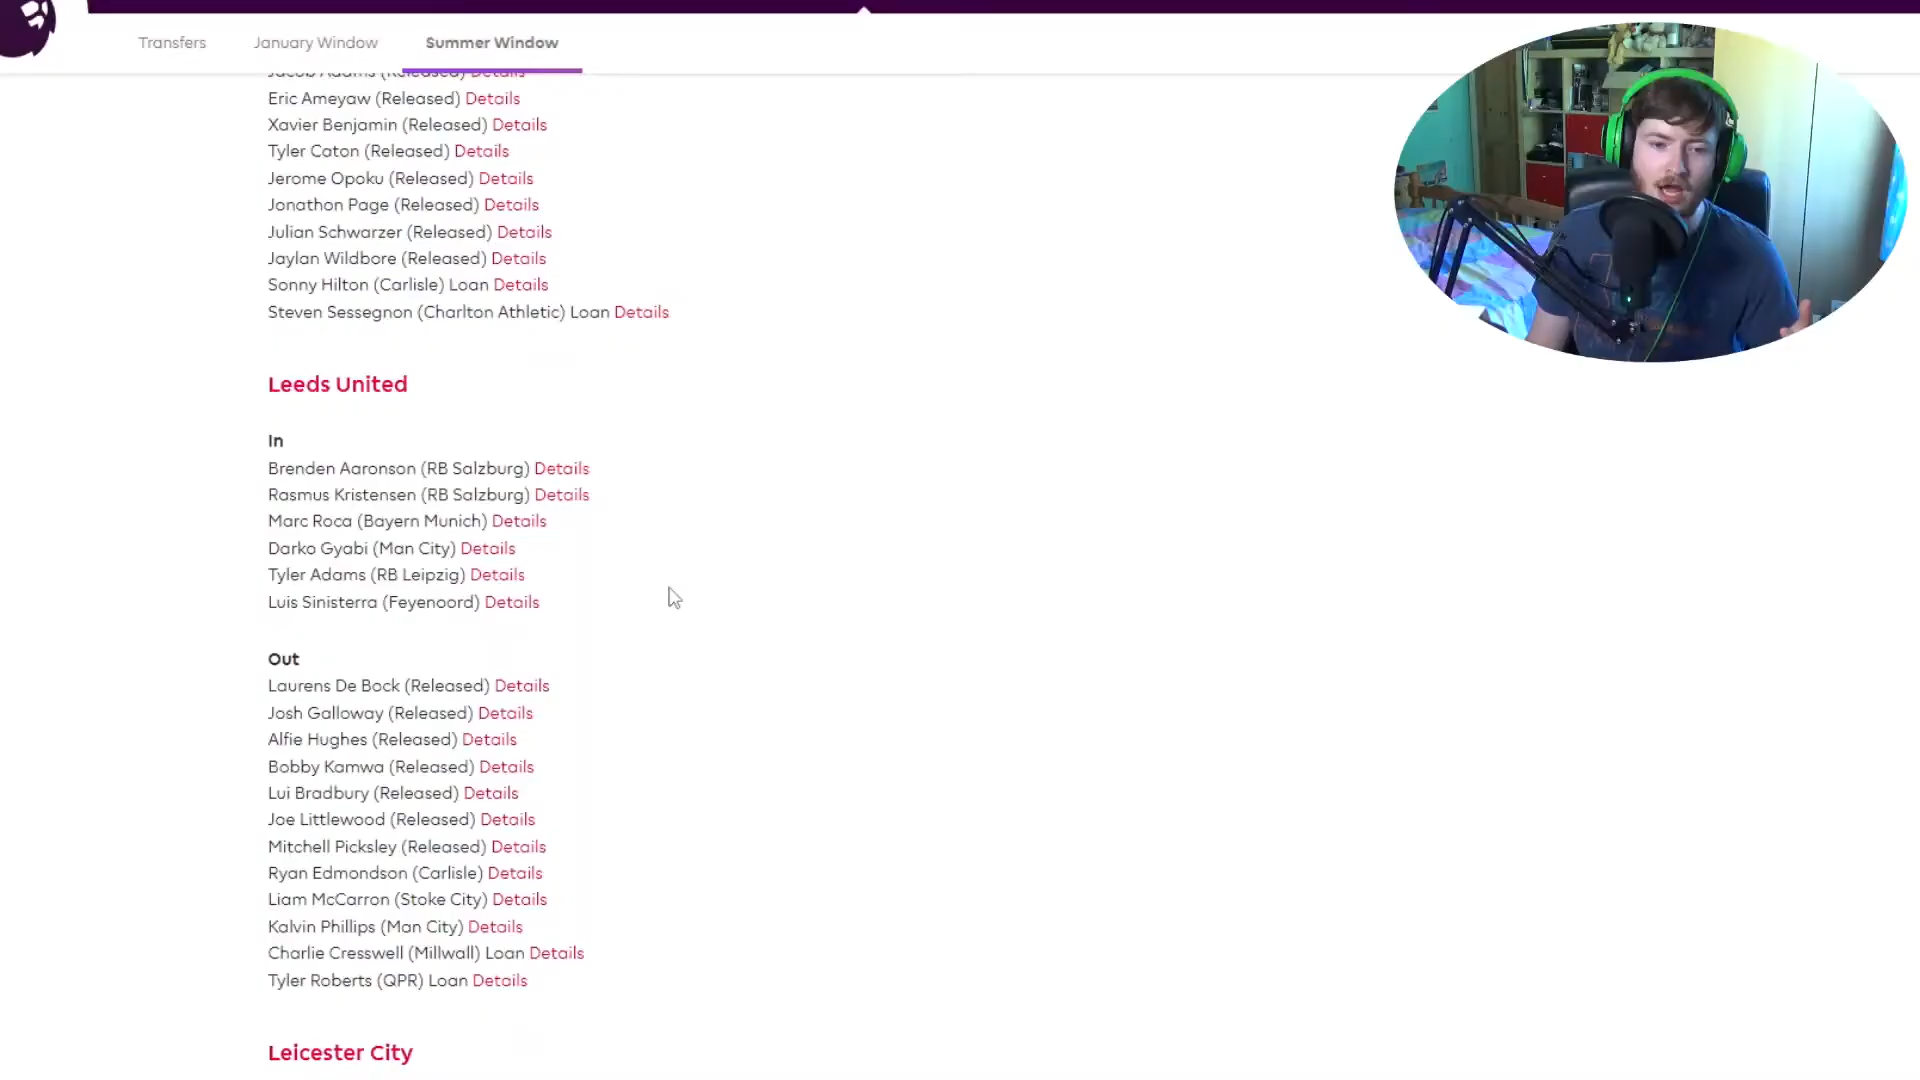 Transfers
January Window
Summer Window
Jacob Adams (Released) Details
Eric Ameyaw (Released) Details
Xavier Benjamin (Released) Details
Tyler Caton (Released) Details
Jerome Opoku (Released) Details
Jonathon Page (Released) Details
Julian Schwarzer (Released) Details
Jaylan Wildbore (Released) Details
Sonny Hilton (Carlisle) Loan Details
Steven Sessegnon (Charlton Athletic) Loan Details
Leeds United
In
Brenden Aaronson (RB Salzburg) Details
Rasmus Kristensen (RB Salzburg) Details
Marc Roca (Bayern Munich) Details
Darko Gyabi (Man City) Details
Tyler Adams (RB Leipzig) Details
Luis Sinisterra (Feyenoord) Details
Out
Laurens De Bock (Released) Details
Josh Galloway (Released) Details
Alfie Hughes (Released) Details
Bobby Kamwa (Released) Details
Lui Bradbury (Released) Details
Joe Littlewood (Released) Details
Mitchell Picksley (Released) Details
Ryan Edmondson (Carlisle) Details
Liam McCarron (Stoke City) Details
Kalvin Phillips (Man City) Details
Charlie Cresswell (Millwall) Loan Details
Tyler Roberts (QPR) Loan Details
Leicester City